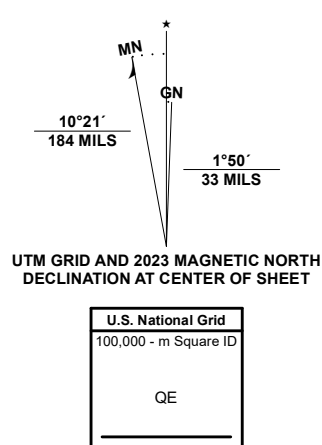 ★
MN
GN
10°21´
184 MILS
1°50´
33 MILS
UTM GRID AND 2023 MAGNETIC NORTH
DECLINATION AT CENTER OF SHEET
U.S. National Grid
100,000 - m Square ID
QE